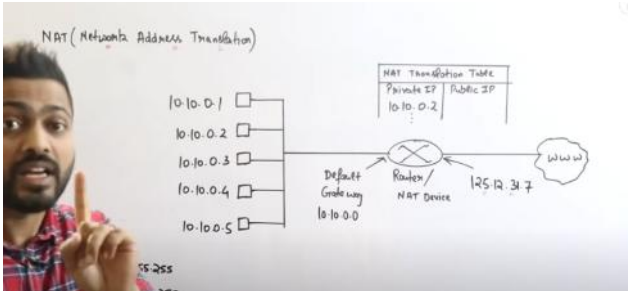 NAT (Network Address Translation)
NAT Translation Table
Private IP Public IP
10.10.0.2
10.10.0.1
10.10.0.2
10.10.0.3
10.10.0.4
10.10.0.5
Default
Gateway
10.10.0.0
Router/
NAT Device
125.12.31.7
www
55.255